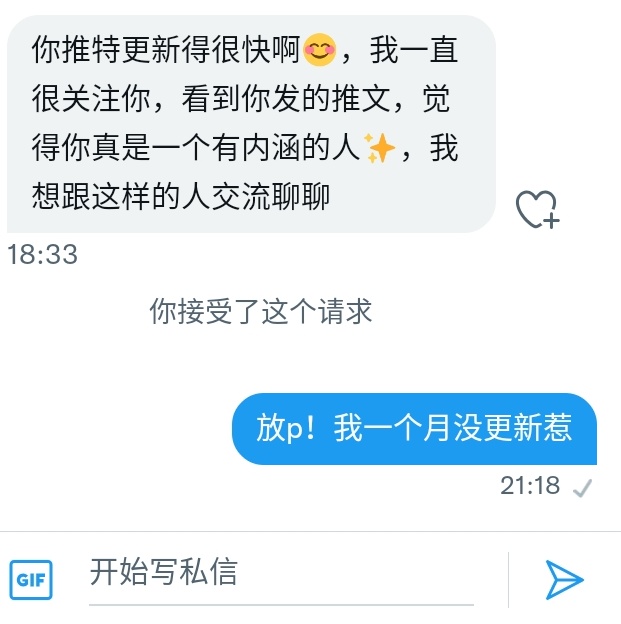 你推特更新得很快啊😊，我一直
很关注你，看到你发的推文，觉
得你真是一个有内涵的人✨，我
想跟这样的人交流聊聊
18:33
你接受了这个请求
放p！我一个月没更新惹
21:18
GIF
开始写私信